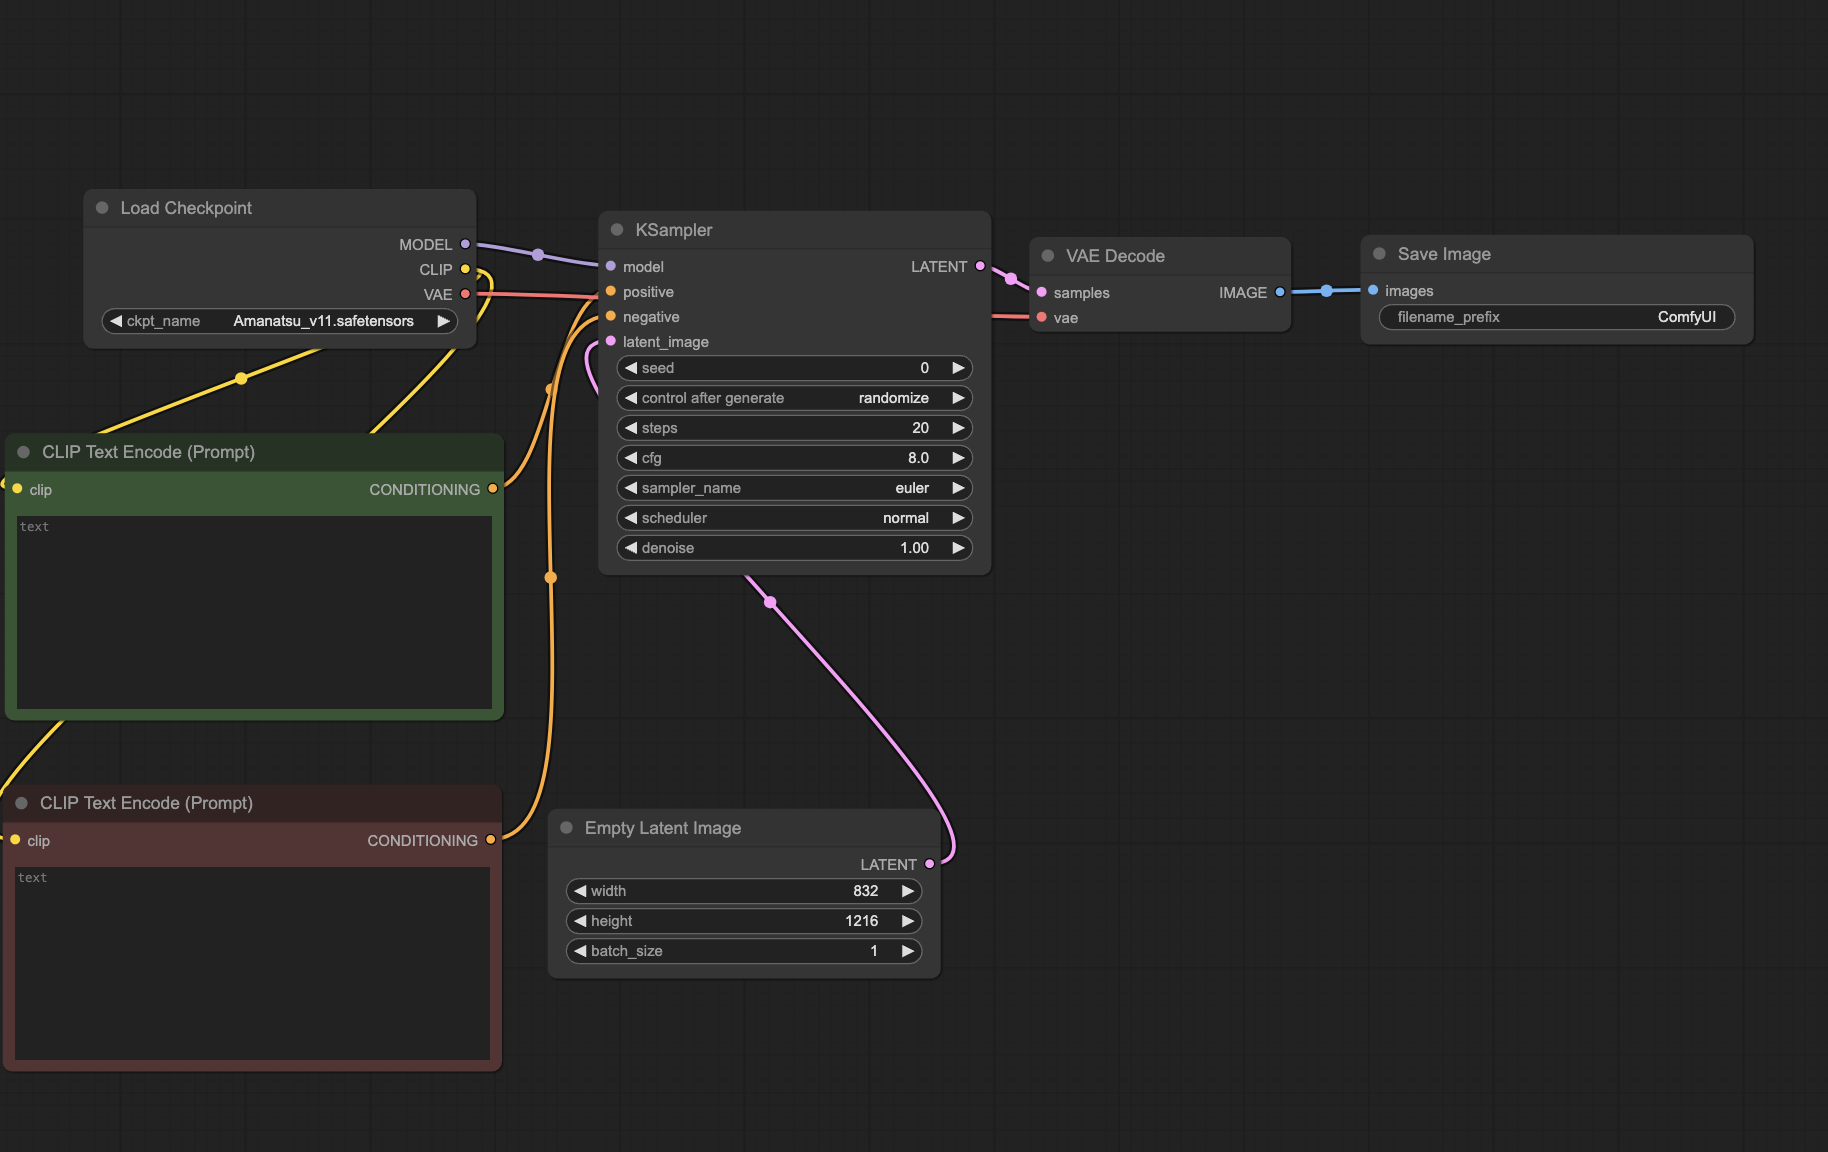 Load Checkpoint
MODEL
CLIP
VAE
ckpt_name Amanatsu_v11.safetensors
CLIP Text Encode (Prompt)
clip CONDITIONING
text
CLIP Text Encode (Prompt)
clip CONDITIONING
text
KSampler
model LATENT
positive
negative
latent_image
seed 0
control after generate randomize
steps 20
cfg 8.0
sampler_name euler
scheduler normal
denoise 1.00
Empty Latent Image
LATENT
width 832
height 1216
batch_size 1
VAE Decode
samples IMAGE
vae
Save Image
images
filename_prefix ComfyUI